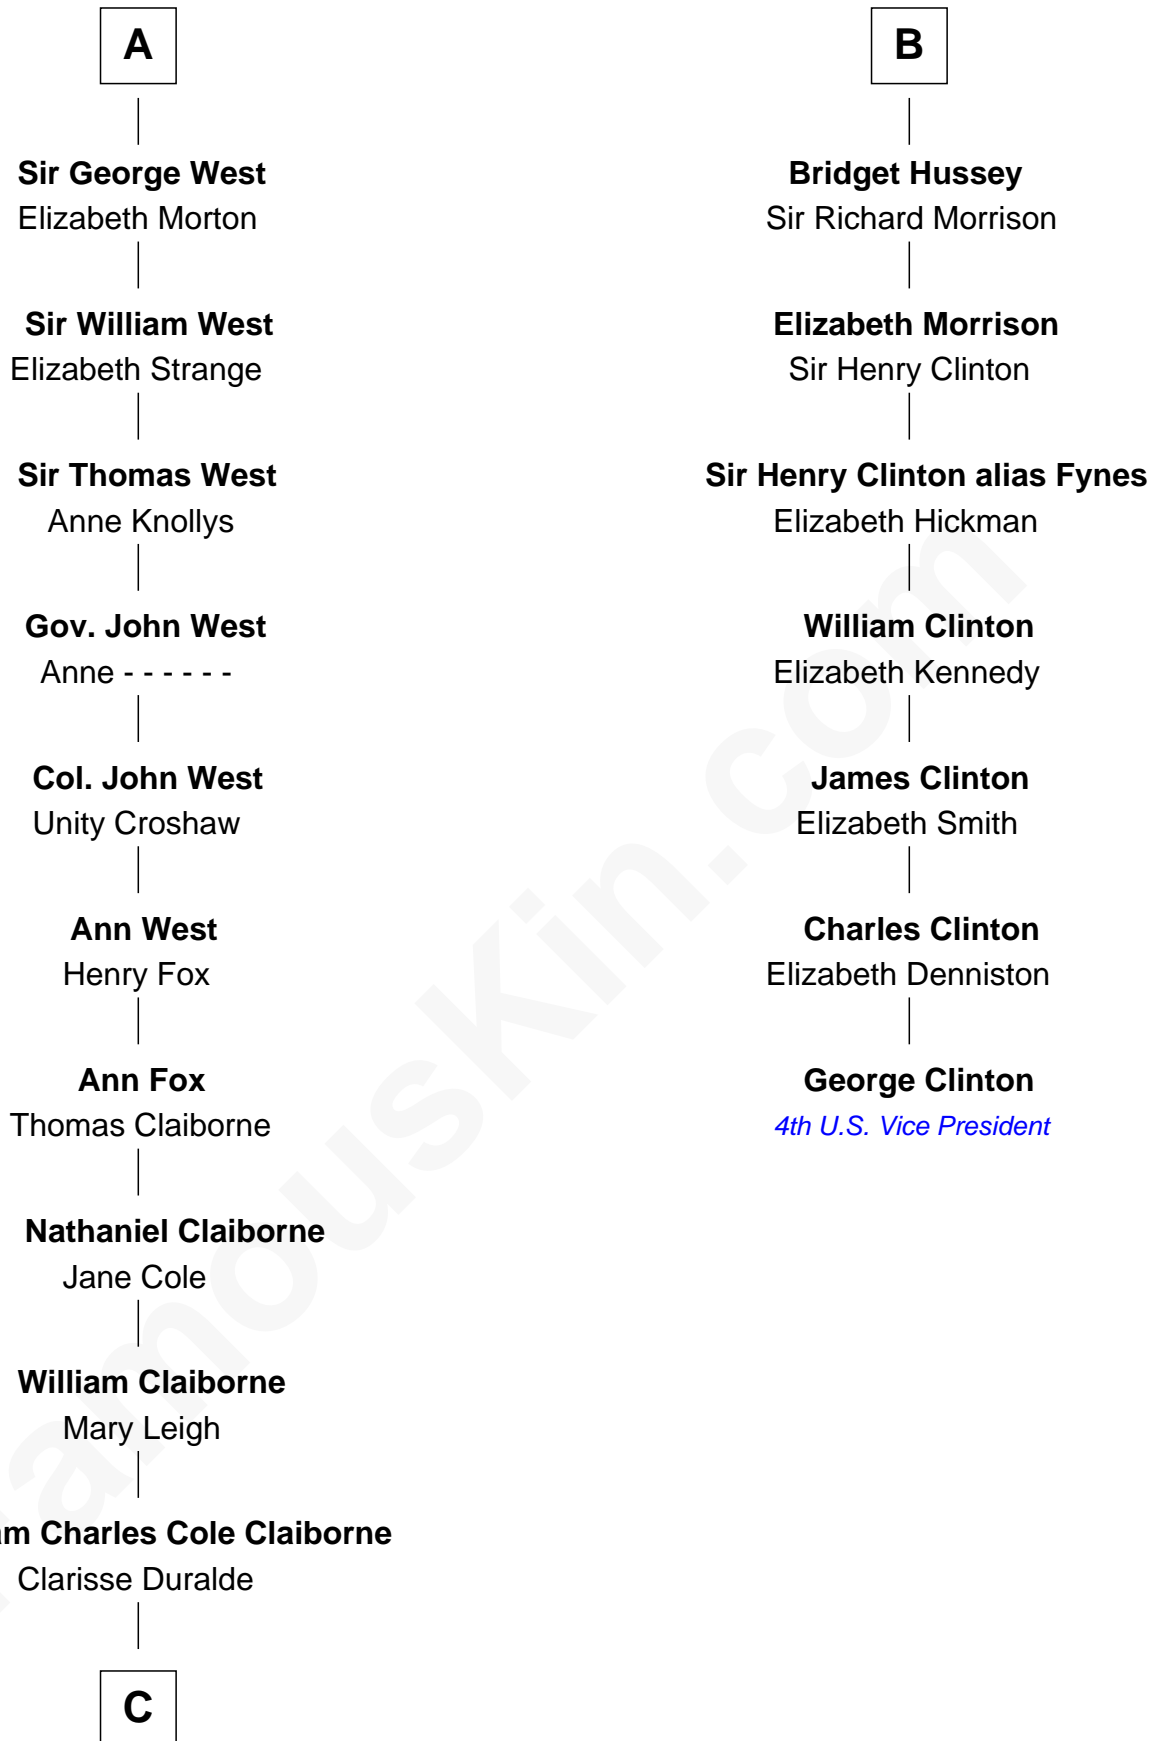 A
Sir George West
Elizabeth Morton
Sir William West
Elizabeth Strange
Sir Thomas West
Anne Knollys
Gov. John West
Anne - - - - - -
Col. John West
Unity Croshaw
Ann West
Henry Fox
Ann Fox
Thomas Claiborne
Nathaniel Claiborne
Jane Cole
William Claiborne
Mary Leigh
am Charles Cole Claiborne
Clarisse Duralde
C
B
Bridget Hussey
Sir Richard Morrison
Elizabeth Morrison
Sir Henry Clinton
Sir Henry Clinton alias Fynes
Elizabeth Hickman
William Clinton
Elizabeth Kennedy
James Clinton
Elizabeth Smith
Charles Clinton
Elizabeth Denniston
George Clinton
4th U.S. Vice President
FamousKin.com